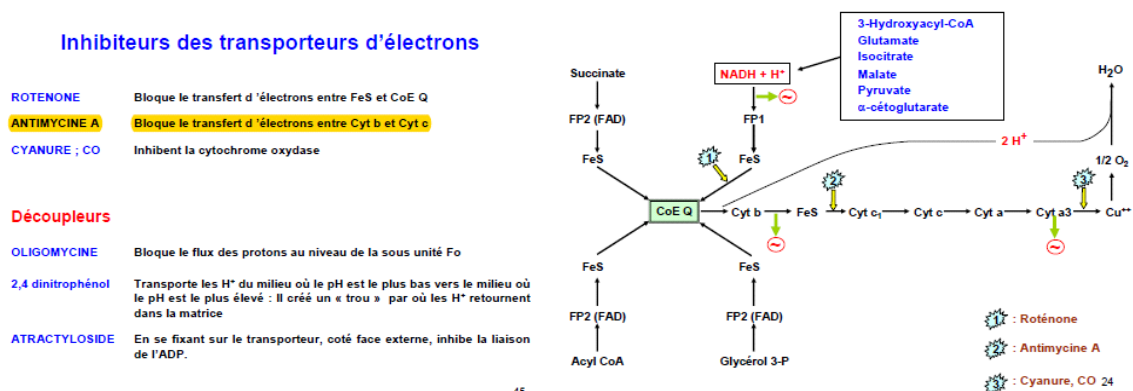 Inhibiteurs des transporteurs d'électrons
ROTENONE Bloque le transfert d 'électrons entre FeS et CoE Q
ANTIMYCINE A Bloque le transfert d 'électrons entre Cyt b et Cyt c
CYANURE ; CO Inhibent la cytochrome oxydase
Découpleurs
OLIGOMYCINE Bloque le flux des protons au niveau de la sous unité Fo
2,4 dinitrophénol Transporte les H⁺ du milieu où le pH est le plus bas vers le milieu où
le pH est le plus élevé : Il créé un « trou » par où les H⁺ retournent
dans la matrice
ATRACTYLOSIDE En se fixant sur le transporteur, coté face externe, inhibe la liaison
de l'ADP.
3-Hydroxyacyl-CoA
Glutamate
Isocitrate
Malate
Pyruvate
α-cétoglutarate
Succinate
NADH + H⁺
H₂O
~
FP2 (FAD)
FP1
2 H⁺
FeS
1
FeS
1/2 O₂
2
3
CoE Q
Cyt b
FeS
Cyt c₁
Cyt c
Cyt a
Cyt a3
Cu⁺⁺
~
~
FeS
FeS
FP2 (FAD)
FP2 (FAD)
Acyl CoA
Glycérol 3-P
1 : Roténone
2 : Antimycine A
3 : Cyanure, CO 24